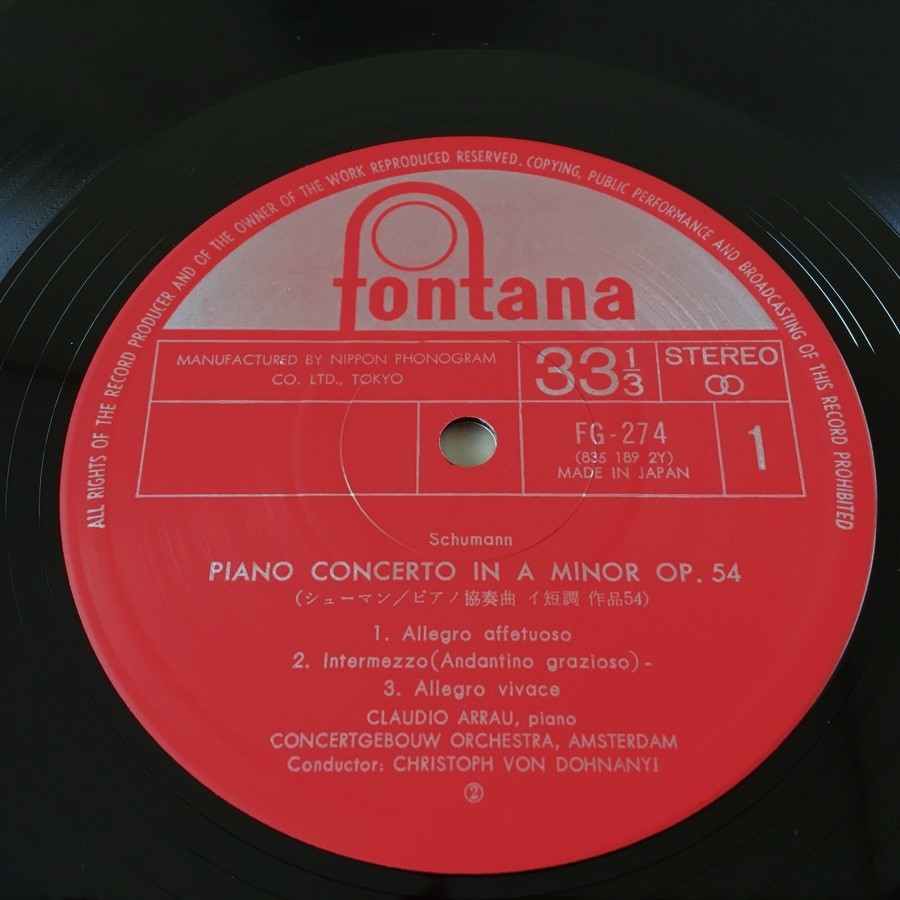 ALL RIGHTS OF THE RECORD PRODUCER AND OF THE OWNER OF THE WORK REPRODUCED RESERVED. COPYING, PUBLIC PERFORMANCE AND BROADCASTING OF THIS RECORD PROHIBITED
fontana
MANUFACTURED BY NIPPON PHONOGRAM
CO. LTD., TOKYO
33 1/3
STEREO
FG-274
(835 189 2Y)
MADE IN JAPAN
1
Schumann
PIANO CONCERTO IN A MINOR OP. 54
(シューマン/ピアノ協奏曲 イ短調 作品54)
1. Allegro affetuoso
2. Intermezzo (Andantino grazioso) -
3. Allegro vivace
CLAUDIO ARRAU, piano
CONCERTGEBOUW ORCHESTRA, AMSTERDAM
Conductor: CHRISTOPH VON DOHNANYI
②